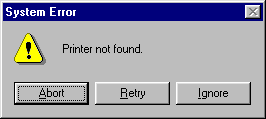 System Error
Printer not found.
Abort Retry Ignore